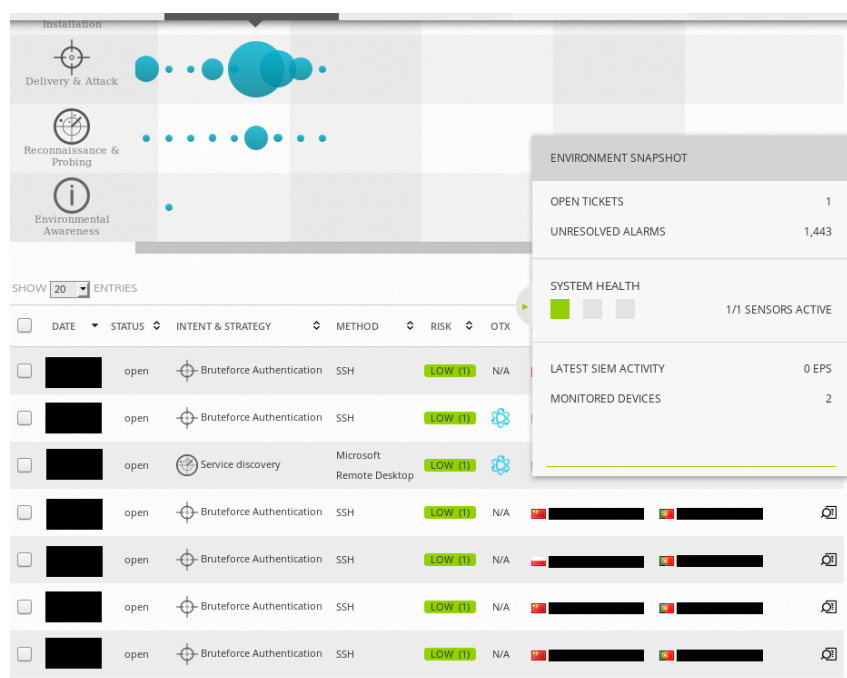 Installation
Delivery & Attack
Reconnaissance &
Probing
Environmental
Awareness
ENVIRONMENT SNAPSHOT
OPEN TICKETS 1
UNRESOLVED ALARMS 1,443
SYSTEM HEALTH
1/1 SENSORS ACTIVE
LATEST SIEM ACTIVITY 0 EPS
MONITORED DEVICES 2
SHOW 20 ENTRIES
DATE STATUS INTENT & STRATEGY METHOD RISK OTX
open Bruteforce Authentication SSH LOW (1) N/A
open Bruteforce Authentication SSH LOW (1)
open Service discovery Microsoft
Remote Desktop LOW (1)
open Bruteforce Authentication SSH LOW (1) N/A
open Bruteforce Authentication SSH LOW (1) N/A
open Bruteforce Authentication SSH LOW (1) N/A
open Bruteforce Authentication SSH LOW (1) N/A